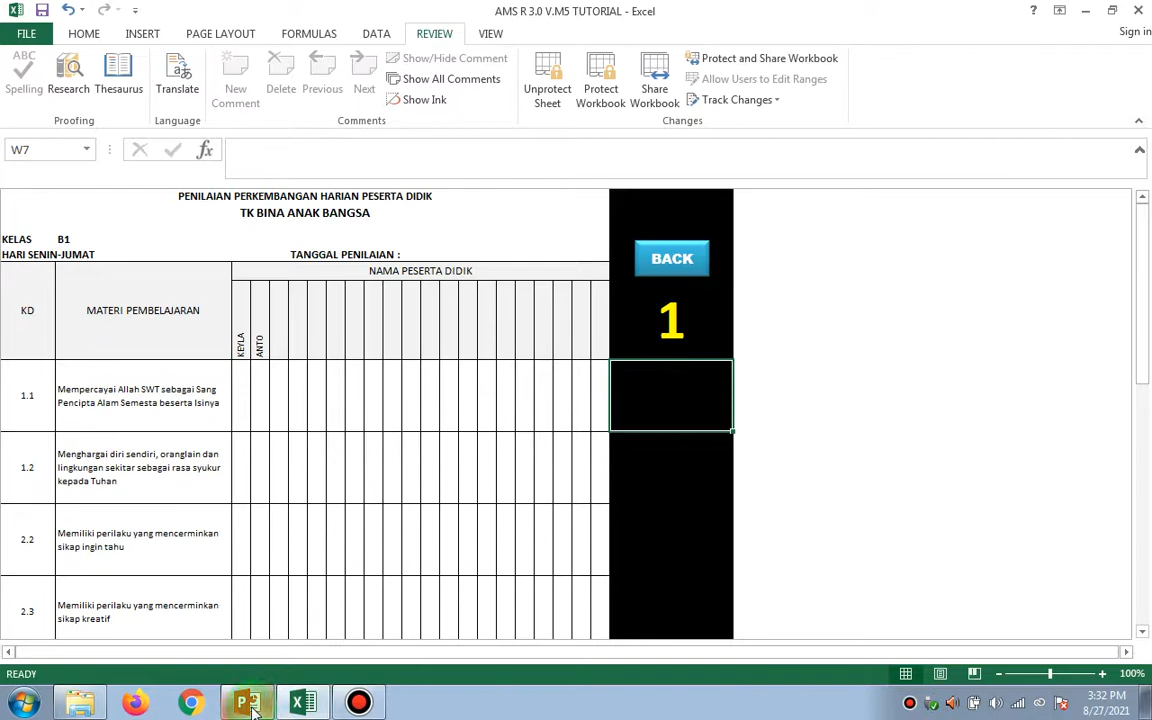 AMS R 3.0 V.M5 TUTORIAL - Excel
?
FILE HOME INSERT PAGE LAYOUT FORMULAS DATA REVIEW VIEW
Sign in
ABC
Spelling Research Thesaurus
Proofing
Translate
Language
New Comment
Delete Previous Next
Show/Hide Comment
Show All Comments
Show Ink
Comments
Unprotect Sheet
Protect Workbook
Share Workbook
Protect and Share Workbook
Allow Users to Edit Ranges
Track Changes
Changes
W7
fx
PENILAIAN PERKEMBANGAN HARIAN PESERTA DIDIK
TK BINA ANAK BANGSA
KELAS B1
HARI SENIN-JUMAT TANGGAL PENILAIAN :
NAMA PESERTA DIDIK
KD MATERI PEMBELAJARAN
KEYLA
ANTO
BACK
1
1.1 Mempercayai Allah SWT sebagai Sang
Pencipta Alam Semesta beserta Isinya
1.2 Menghargai diri sendiri, oranglain dan
lingkungan sekitar sebagai rasa syukur
kepada Tuhan
2.2 Memiliki perilaku yang mencerminkan
sikap ingin tahu
2.3 Memiliki perilaku yang mencerminkan
sikap kreatif
READY
100%
3:32 PM
8/27/2021